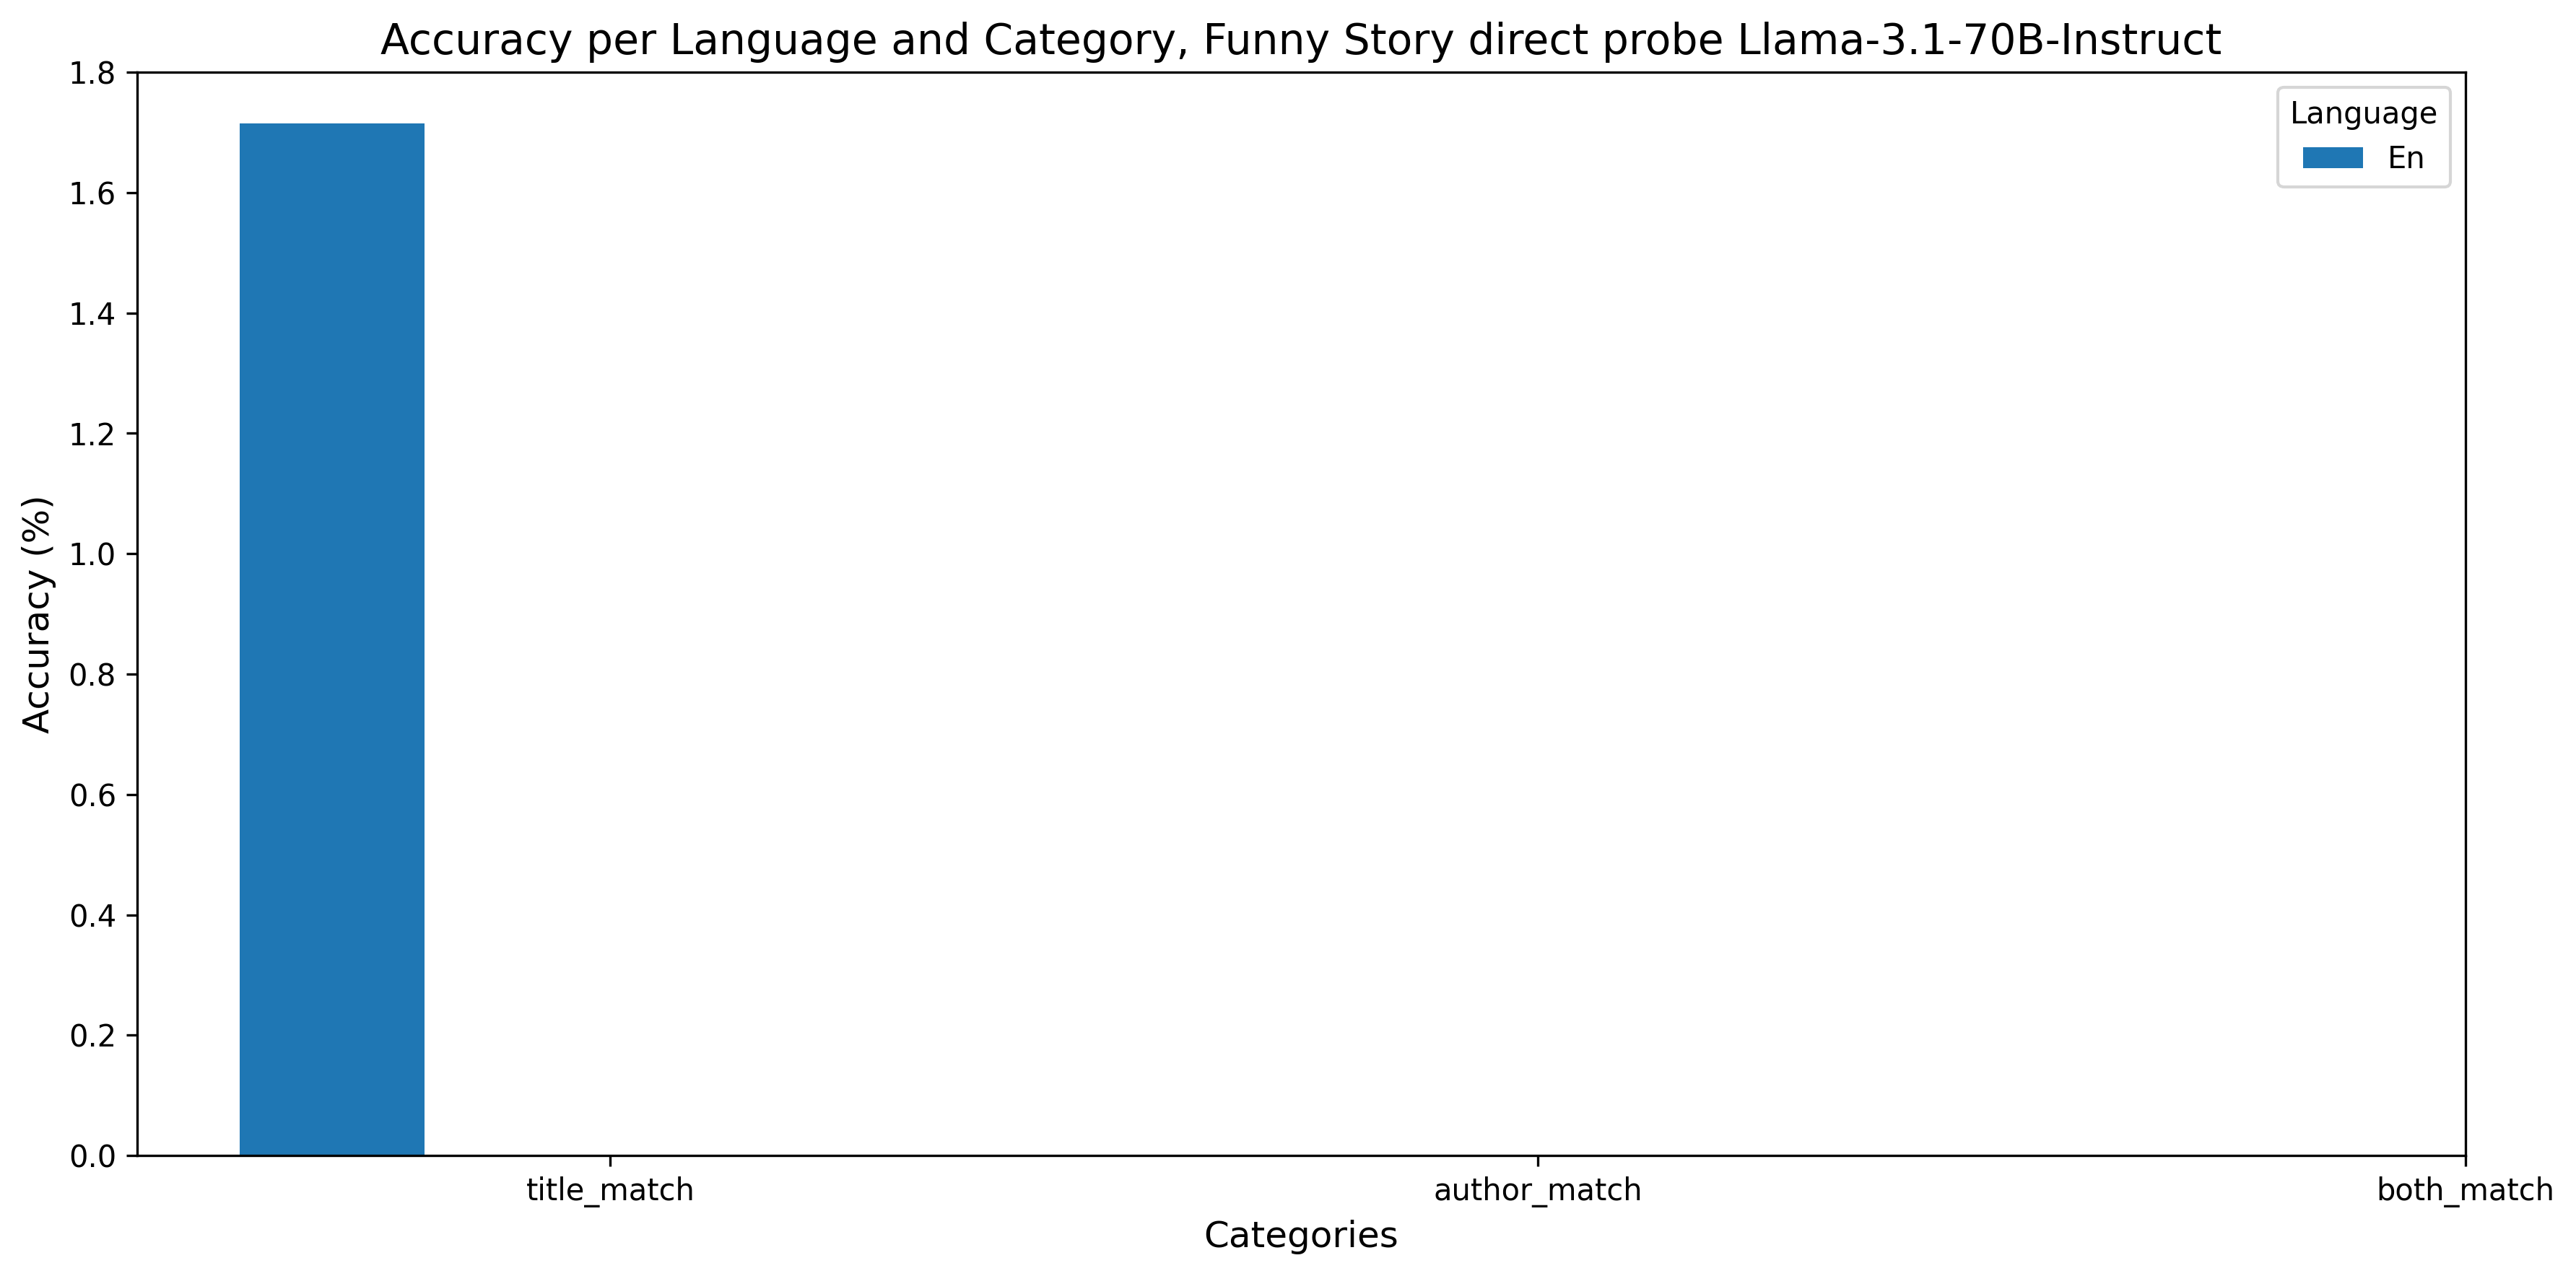 Accuracy per Language and Category, Funny Story direct probe Llama-3.1-70B-Instruct
1.8
1.6
1.4
1.2
1.0
0.8
0.6
0.4
0.2
0.0
Accuracy (%)
Language
En
title_match
author_match
both_match
Categories